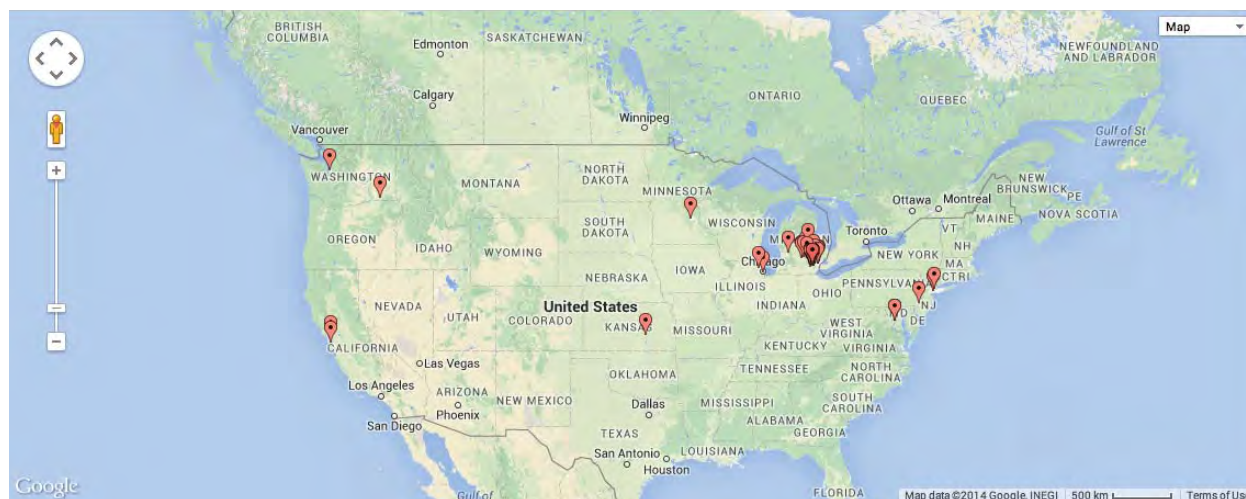 BRITISH
COLUMBIA
Edmonton
SASKATCHEWAN
Map
NEWFOUNDLAND
AND LABRADOR
Calgary
ONTARIO
QUEBEC
Winnipeg
Vancouver
Gulf of St
Lawrence
WASHINGTON
MONTANA
NORTH
DAKOTA
MINNESOTA
NEW
BRUNSWICK
PE
Ottawa
Montreal
MAINE
NOVA SCOTIA
OREGON
IDAHO
SOUTH
DAKOTA
WISCONSIN
Toronto
VT
NH
WYOMING
NEW YORK
MA
CT RI
IOWA
NEBRASKA
ILLINOIS
INDIANA
OHIO
PENNSYLVANIA
NJ
United States
NEVADA
UTAH
COLORADO
KANSAS
MISSOURI
WEST
VIRGINIA
MD
DE
CALIFORNIA
KENTUCKY
VIRGINIA
Las Vegas
OKLAHOMA
TENNESSEE
NORTH
CAROLINA
Los Angeles
ARIZONA
NEW MEXICO
Phoenix
Dallas
MISSISSIPPI
SOUTH
CAROLINA
San Diego
ALABAMA
TEXAS
GEORGIA
San Antonio
LOUISIANA
Houston
Google
Gulf of
FLORIDA
Map data ©2014 Google, INEGI
500 km
Terms of Us